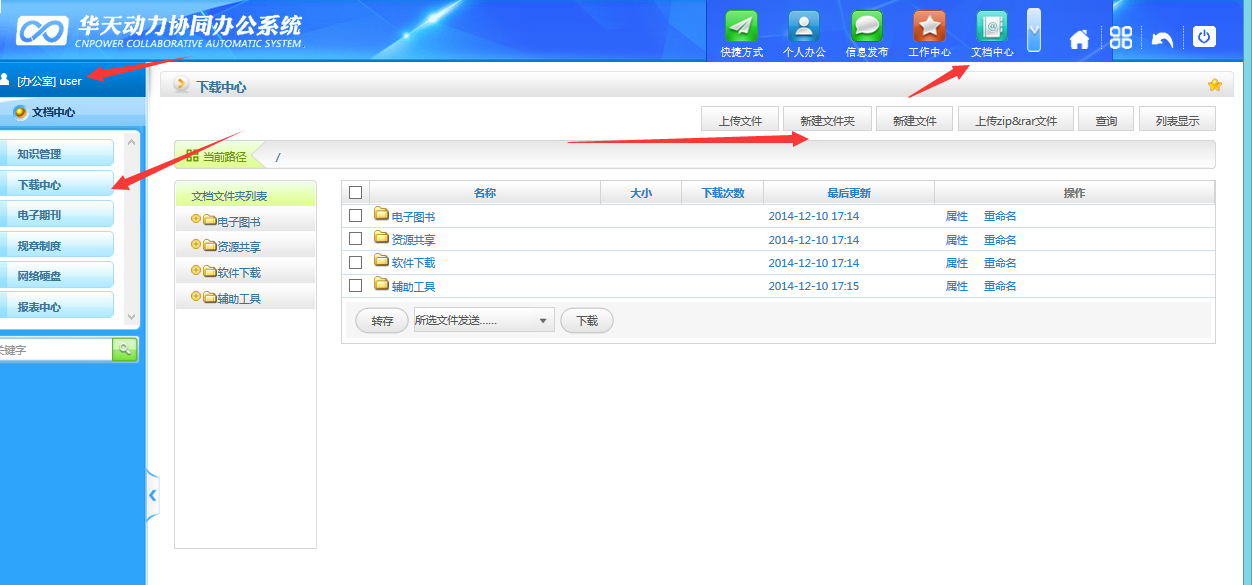 华天动力协同办公系统
CNPOWER COLLABORATIVE AUTOMATIC SYSTEM.
快捷方式 个人办公 信息发布 工作中心 文档中心
[办公室] user
文档中心
知识管理
下载中心
电子期刊
规章制度
网络硬盘
报表中心
关键字
下载中心
上传文件 新建文件夹 新建文件 上传zip&rar文件 查询 列表显示
当前路径 /
文档文件夹列表
电子图书
资源共享
软件下载
辅助工具
名称 大小 下载次数 最后更新 操作
电子图书 2014-12-10 17:14 属性 重命名
资源共享 2014-12-10 17:14 属性 重命名
软件下载 2014-12-10 17:14 属性 重命名
辅助工具 2014-12-10 17:15 属性 重命名
转存 所选文件发送...... 下载